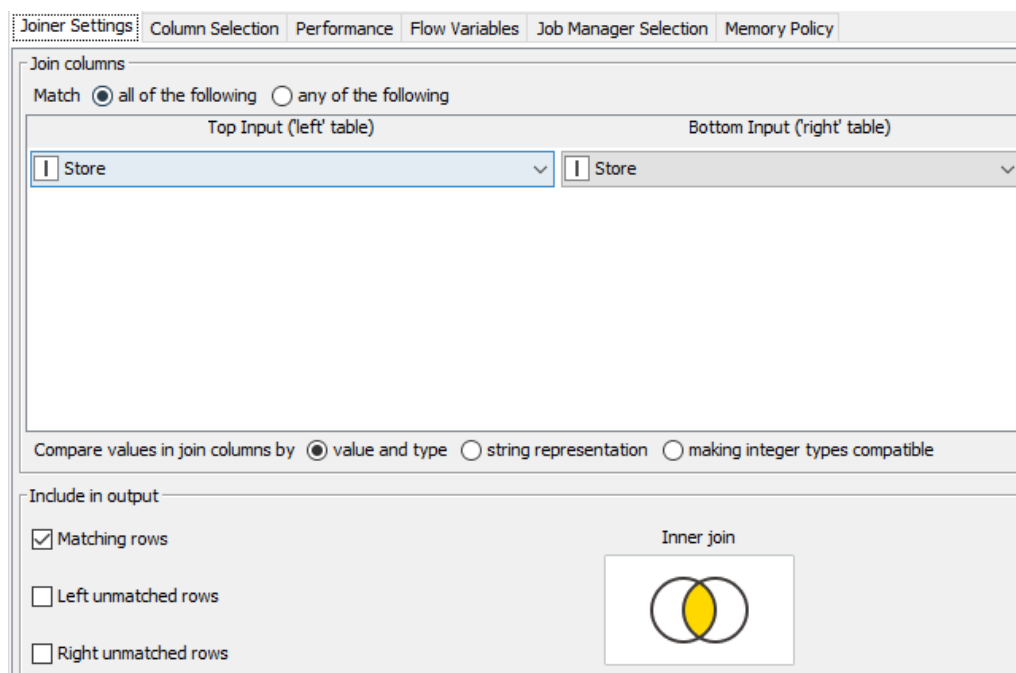 Joiner Settings Column Selection Performance Flow Variables Job Manager Selection Memory Policy
Join columns
Match all of the following any of the following
Top Input ('left' table) Bottom Input ('right' table)
I Store I Store
Compare values in join columns by value and type string representation making integer types compatible
Include in output
Matching rows Inner join
Left unmatched rows
Right unmatched rows